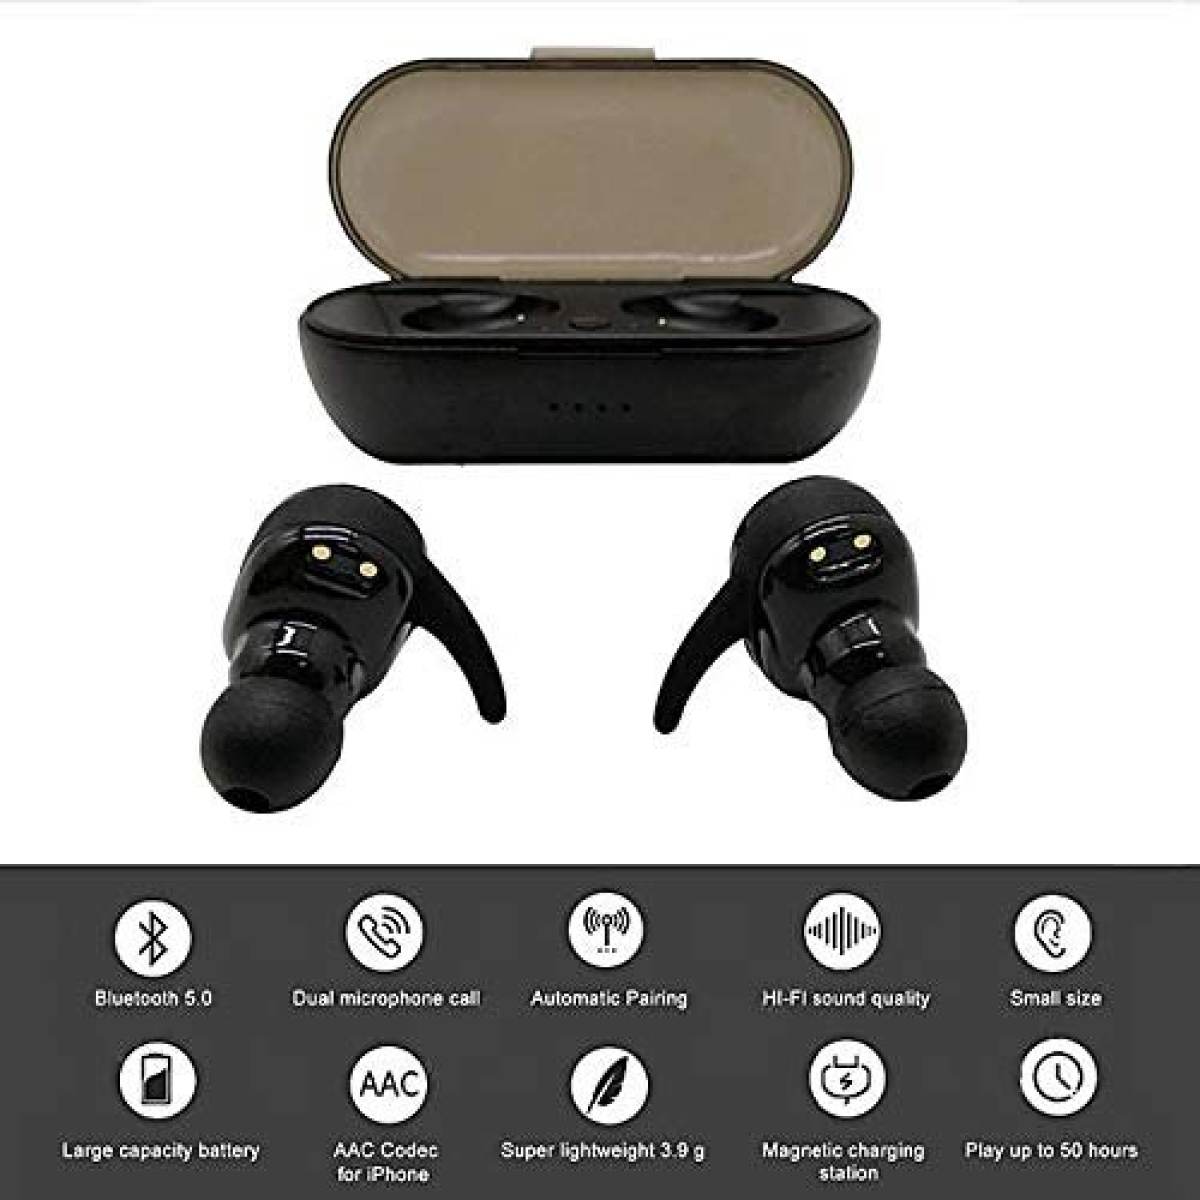 Bluetooth 5.0
Dual microphone call
Automatic Pairing
HI-FI sound quality
Small size
AAC
Large capacity battery
AAC Codec
for iPhone
Super lightweight 3.9 g
Magnetic charging
station
Play up to 50 hours